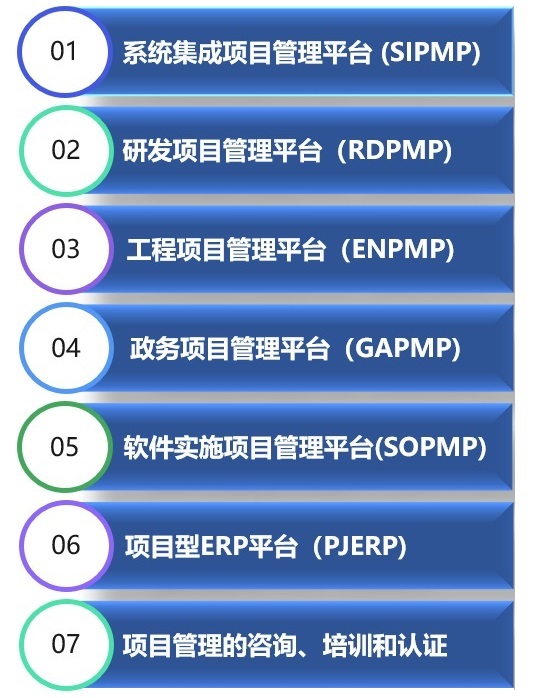 01 系统集成项目管理平台 (SIPMP)
02 研发项目管理平台（RDPMP)
03 工程项目管理平台（ENPMP)
04 政务项目管理平台（GAPMP)
05 软件实施项目管理平台(SOPMP)
06 项目型ERP平台（PJERP)
07 项目管理的咨询、培训和认证